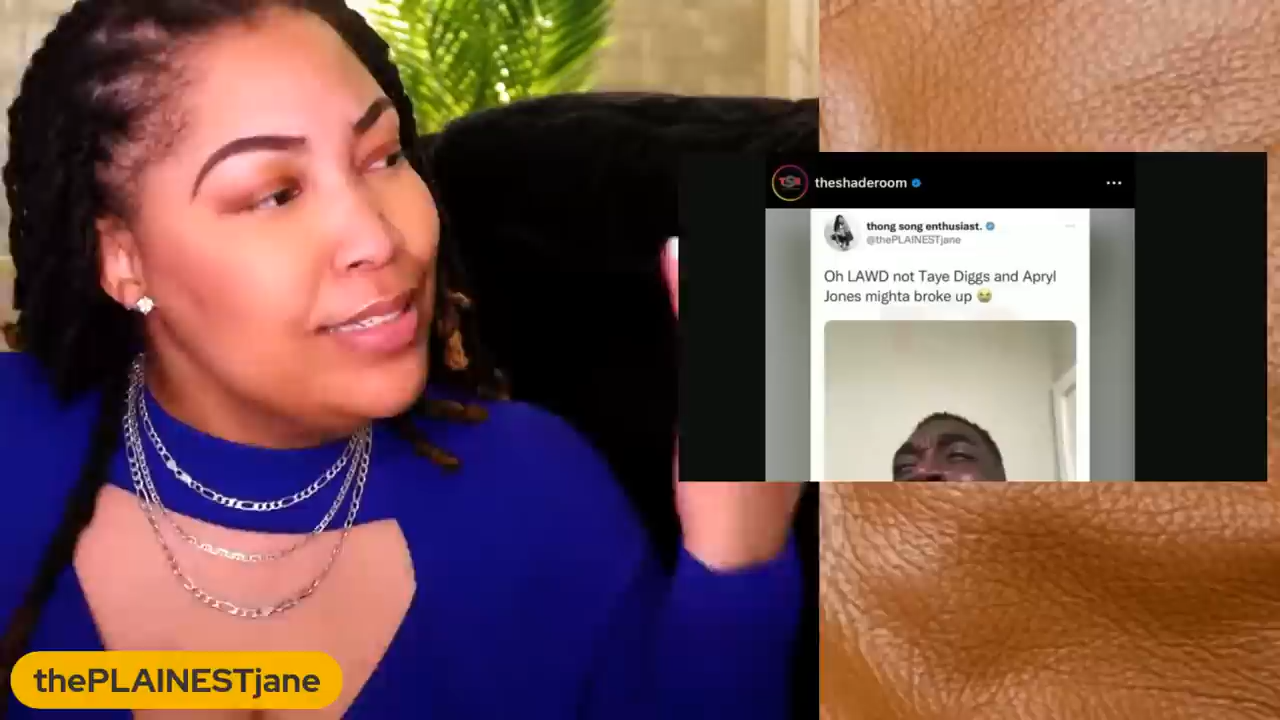 theshaderoom
thong song enthusiast.
@thePLAINESTjane
Oh LAWD not Taye Diggs and Apryl
Jones mighta broke up 😭
thePLAINESTjane